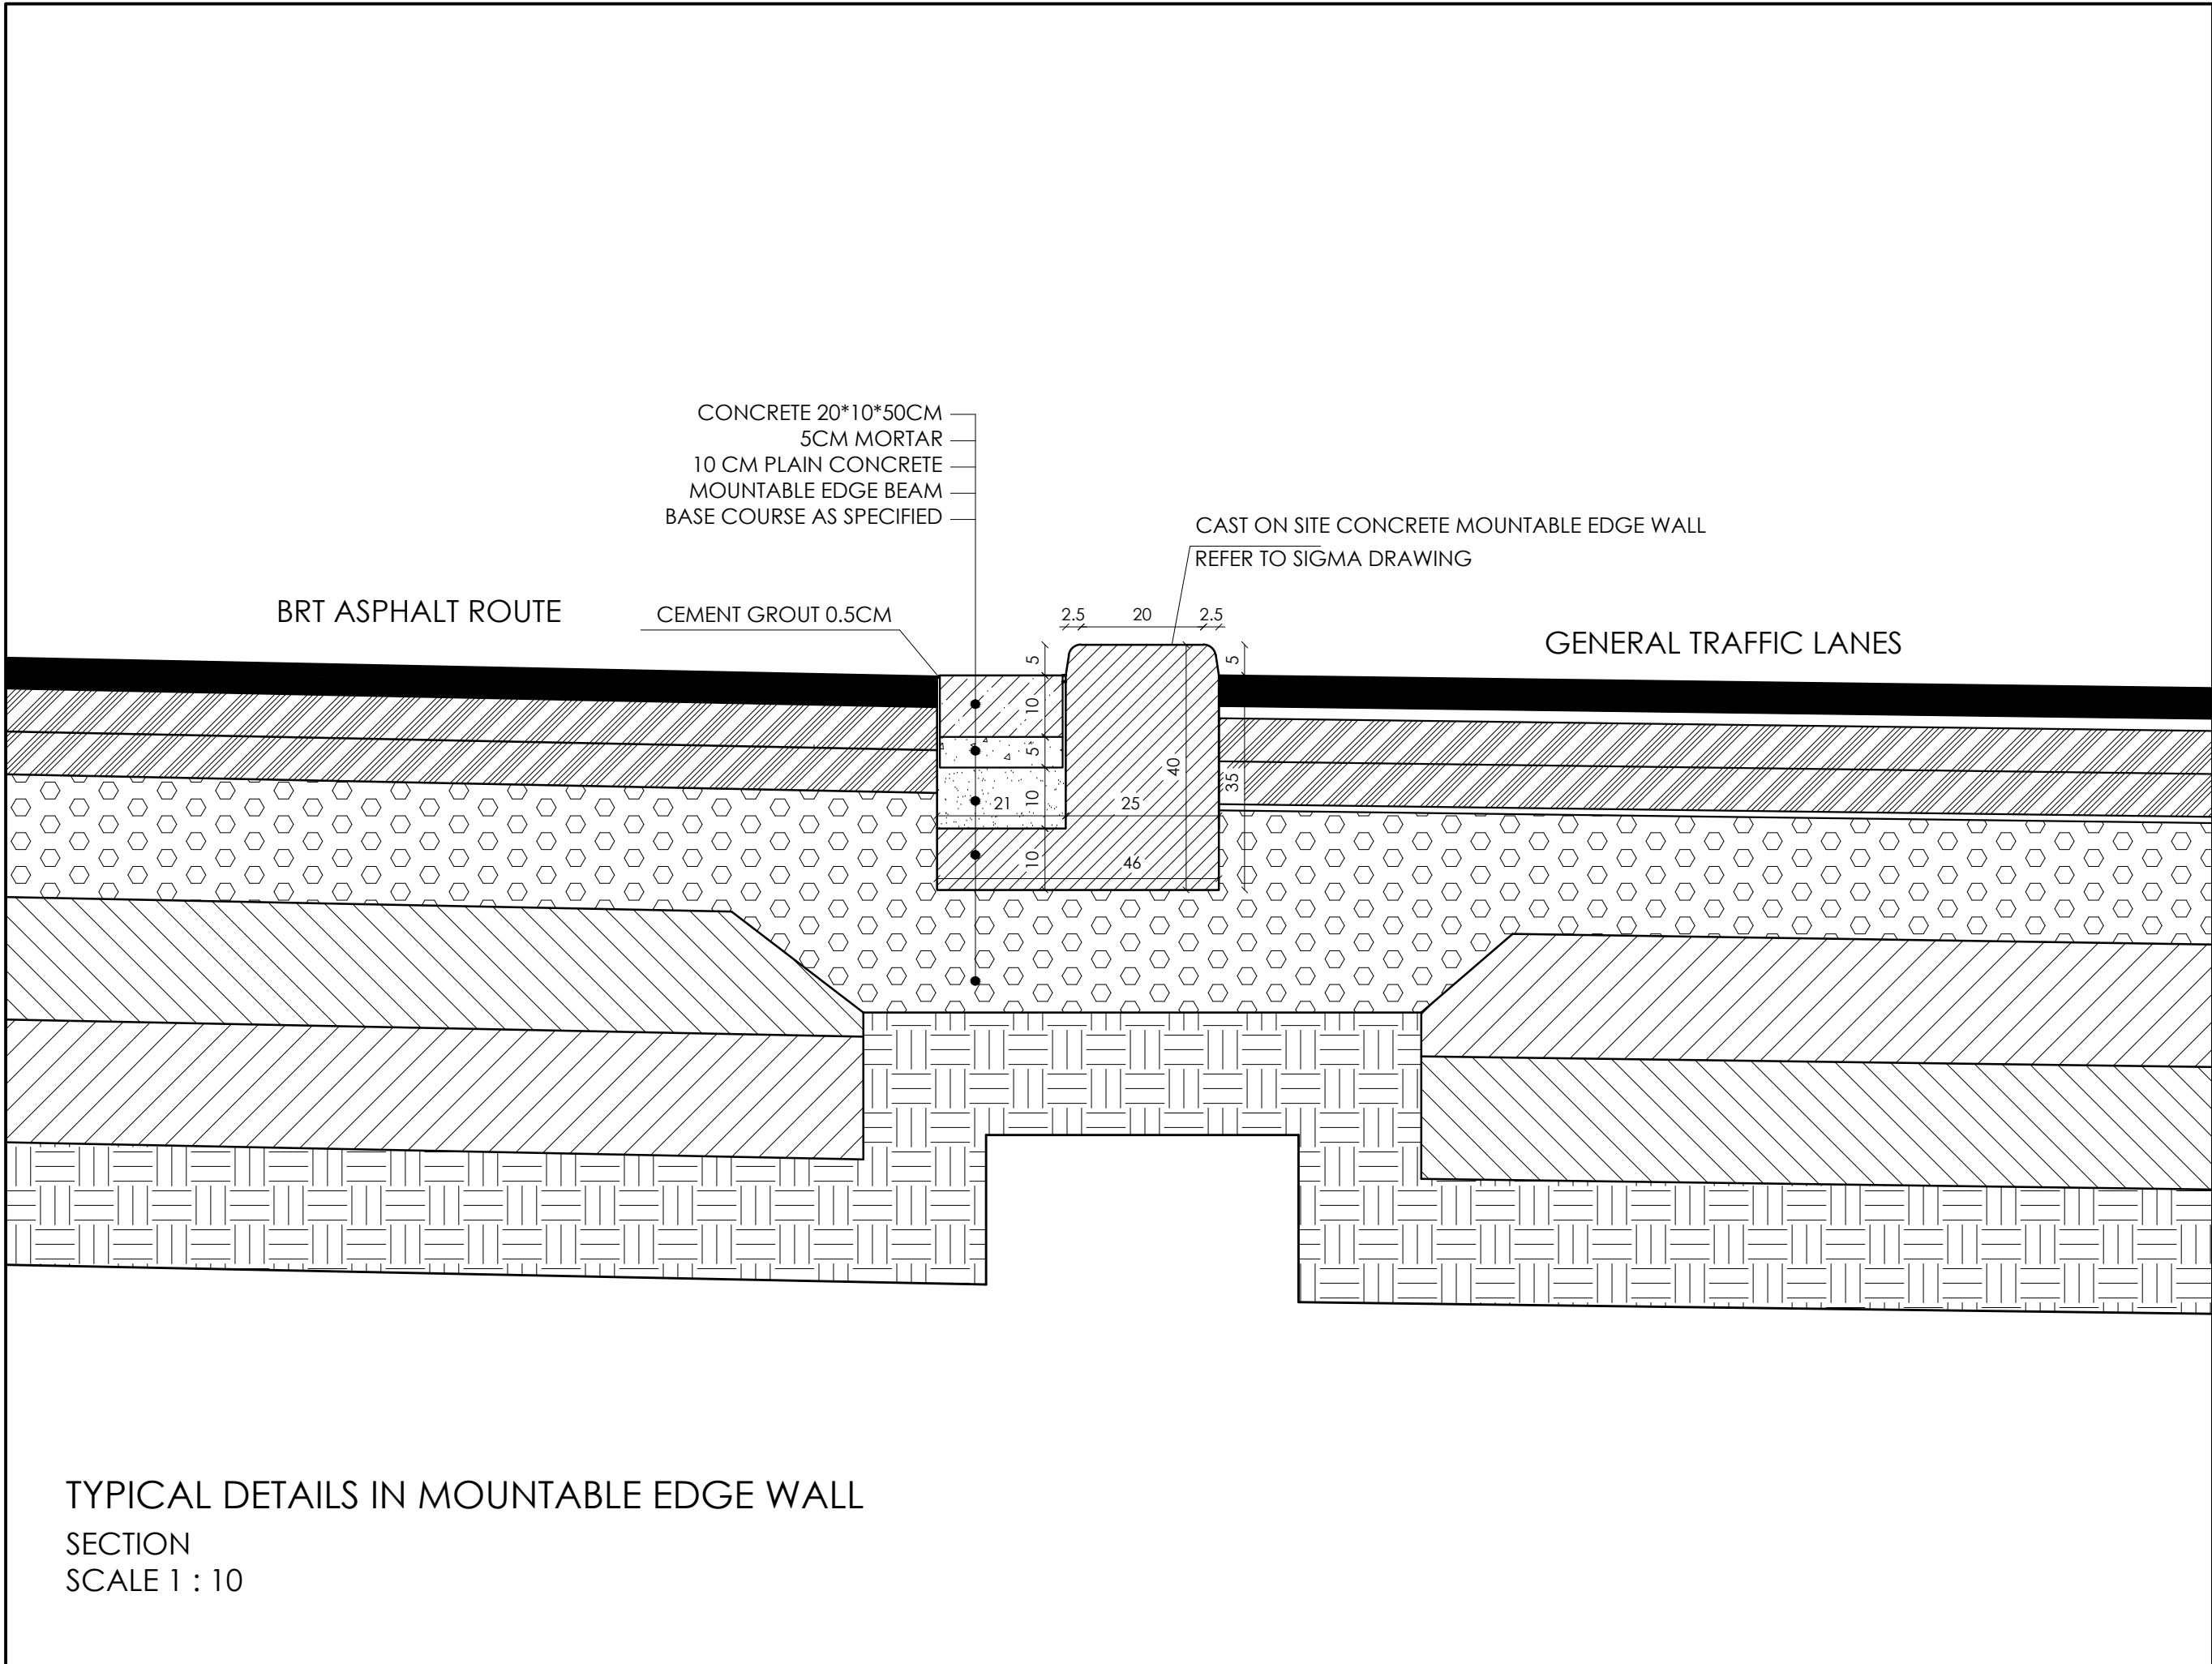 CONCRETE 20*10*50CM
5CM MORTAR
10 CM PLAIN CONCRETE
MOUNTABLE EDGE BEAM
BASE COURSE AS SPECIFIED
CAST ON SITE CONCRETE MOUNTABLE EDGE WALL
REFER TO SIGMA DRAWING
BRT ASPHALT ROUTE
CEMENT GROUT 0.5CM
2.5 20 2.5
GENERAL TRAFFIC LANES
5
5
10
5
40
35
21
10
25
10
46
TYPICAL DETAILS IN MOUNTABLE EDGE WALL
SECTION
SCALE 1 : 10